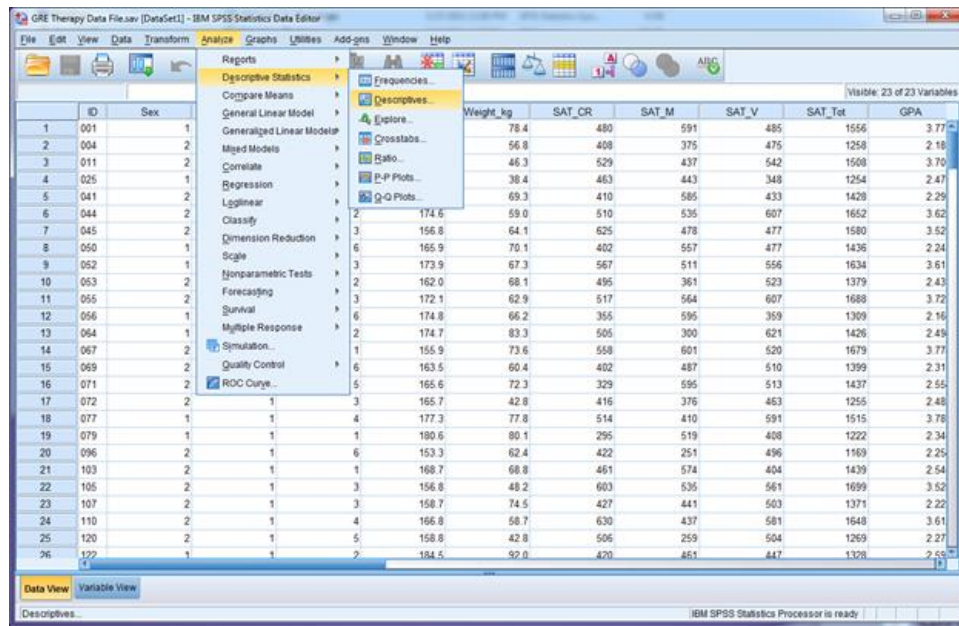 GRE Therapy Data File.sav [DataSet1] - IBM SPSS Statistics Data Editor
File Edit View Data Transform Analyze Graphs Utilities Add-ons Window Help
Visible: 23 of 23 Variables
Reports
Descriptive Statistics
Compare Means
General Linear Model
Generalized Linear Models
Mixed Models
Correlate
Regression
Loglinear
Classify
Dimension Reduction
Scale
Nonparametric Tests
Forecasting
Survival
Multiple Response
Simulation...
Quality Control
ROC Curve...
Frequencies...
Descriptives...
Explore...
Crosstabs...
Ratio...
P-P Plots...
Q-Q Plots...
ID Sex Weight_kg SAT_CR SAT_M SAT_V SAT_Tot GPA
1 001 1 78.4 480 591 485 1556 3.77
2 004 2 56.8 408 375 475 1258 2.18
3 011 2 46.3 529 437 542 1508 3.70
4 025 1 38.4 463 443 348 1254 2.47
5 041 2 69.3 410 585 433 1428 2.29
6 044 2 2 174.6 59.0 510 535 607 1652 3.62
7 045 2 3 156.8 64.1 625 478 477 1580 3.52
8 050 1 6 165.9 70.1 402 557 477 1436 2.24
9 052 1 3 173.9 67.3 567 511 556 1634 3.61
10 053 2 2 162.0 68.1 495 361 523 1379 2.43
11 055 2 3 172.1 62.9 517 564 607 1688 3.72
12 056 1 6 174.8 66.2 355 595 359 1309 2.16
13 064 1 2 174.7 83.3 505 300 621 1426 2.49
14 067 2 1 155.9 73.6 558 601 520 1679 3.77
15 069 2 6 163.5 60.4 402 487 510 1399 2.31
16 071 2 5 165.6 72.3 329 595 513 1437 2.55
17 072 2 1 3 165.7 42.8 416 376 463 1255 2.48
18 077 1 1 4 177.3 77.8 514 410 591 1515 3.78
19 079 1 1 1 180.6 80.1 295 519 408 1222 2.34
20 096 2 1 6 153.3 62.4 422 251 496 1169 2.25
21 103 2 1 1 168.7 68.8 461 574 404 1439 2.54
22 105 2 1 3 156.8 48.2 603 535 561 1699 3.52
23 107 2 1 3 158.7 74.5 427 441 503 1371 2.22
24 110 2 1 4 166.8 58.7 630 437 581 1648 3.61
25 120 2 1 5 158.8 42.8 506 259 504 1269 2.27
26 122 1 1 2 184.5 92.0 420 461 447 1328 2.59
Data View Variable View
Descriptives...
IBM SPSS Statistics Processor is ready